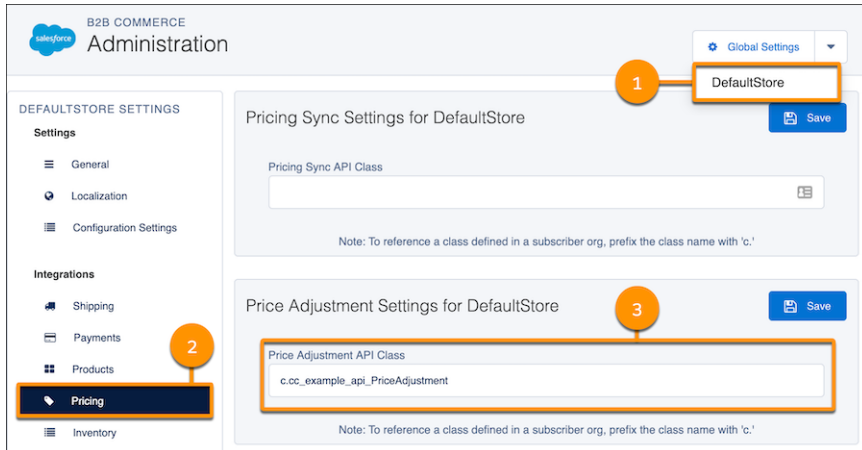 salesforce
B2B COMMERCE
Administration
Global Settings
1
DefaultStore
DEFAULTSTORE SETTINGS
Settings
General
Localization
Configuration Settings
Integrations
Shipping
Payments
2
Products
Pricing
Inventory
Pricing Sync Settings for DefaultStore
Save
Pricing Sync API Class
Note: To reference a class defined in a subscriber org, prefix the class name with 'c.'
Price Adjustment Settings for DefaultStore
3
Save
Price Adjustment API Class
c.cc_example_api_PriceAdjustment
Note: To reference a class defined in a subscriber org, prefix the class name with 'c.'